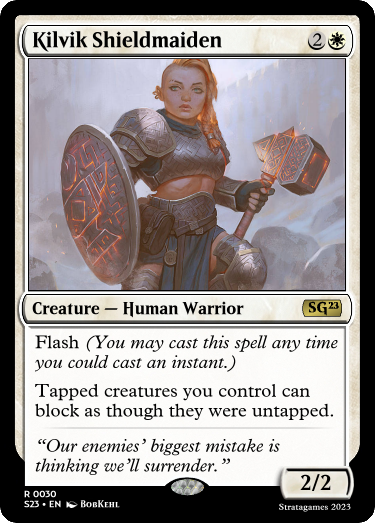 Kilvik Shieldmaiden 2
Creature — Human Warrior SG23
Flash (You may cast this spell any time
you could cast an instant.)
Tapped creatures you control can
block as though they were untapped.
“Our enemies’ biggest mistake is
thinking we’ll surrender.”
2/2
R 0030
S23 • EN BobKehl
Stratagames 2023